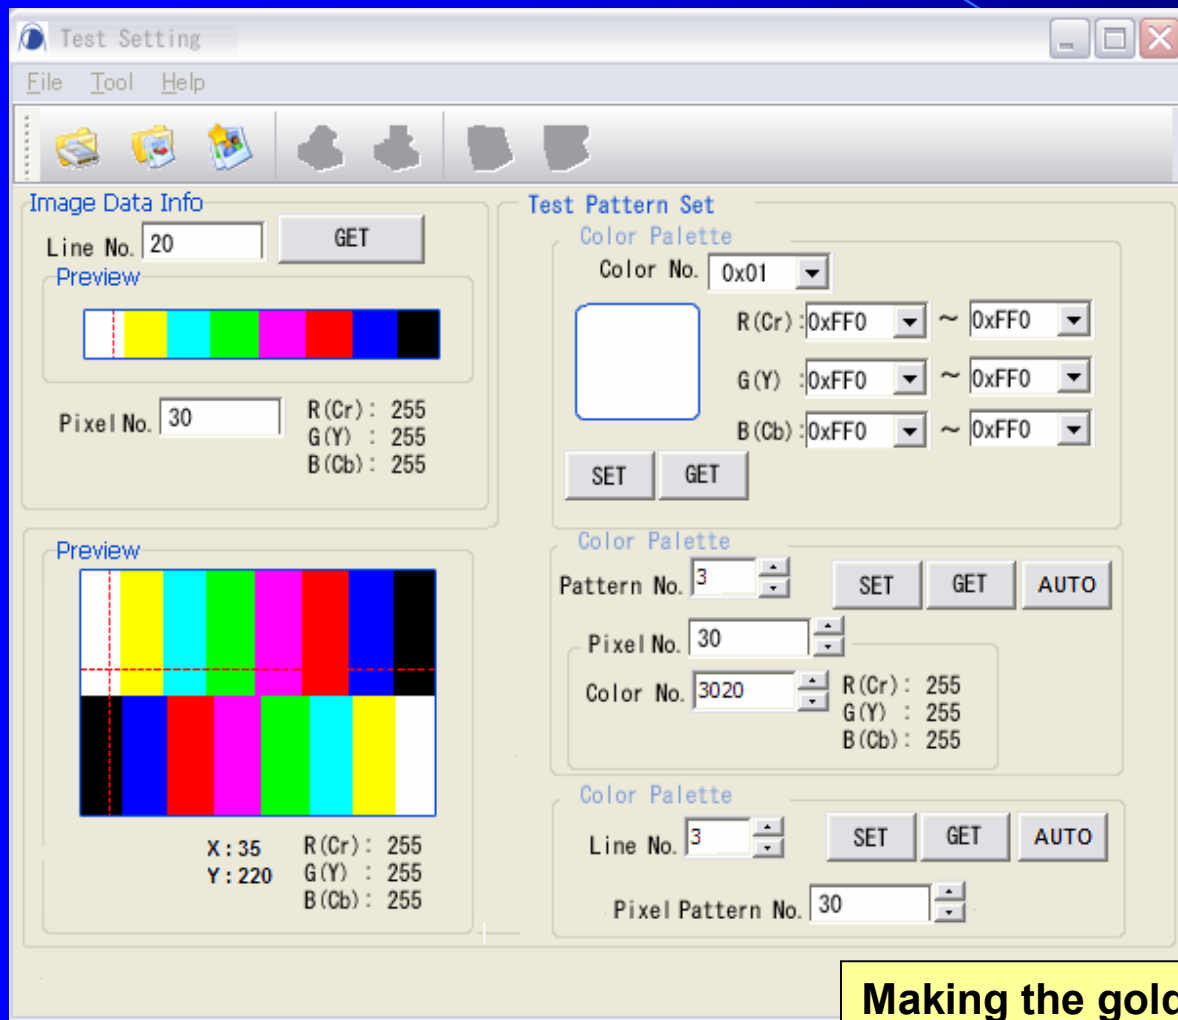 Test Setting
File Tool Help
Image Data Info
Line No. 20 GET
Preview
Pixel No. 30
R(Cr): 255
G(Y) : 255
B(Cb): 255
Preview
X:35
Y:220
R(Cr): 255
G(Y) : 255
B(Cb): 255
Test Pattern Set
Color Palette
Color No. 0x01
R(Cr):0xFF0 ~ 0xFF0
G(Y) :0xFF0 ~ 0xFF0
B(Cb):0xFF0 ~ 0xFF0
SET GET
Color Palette
Pattern No. 3 SET GET AUTO
Pixel No. 30
Color No. 3020
R(Cr): 255
G(Y) : 255
B(Cb): 255
Color Palette
Line No. 3 SET GET AUTO
Pixel Pattern No. 30
Making the gold